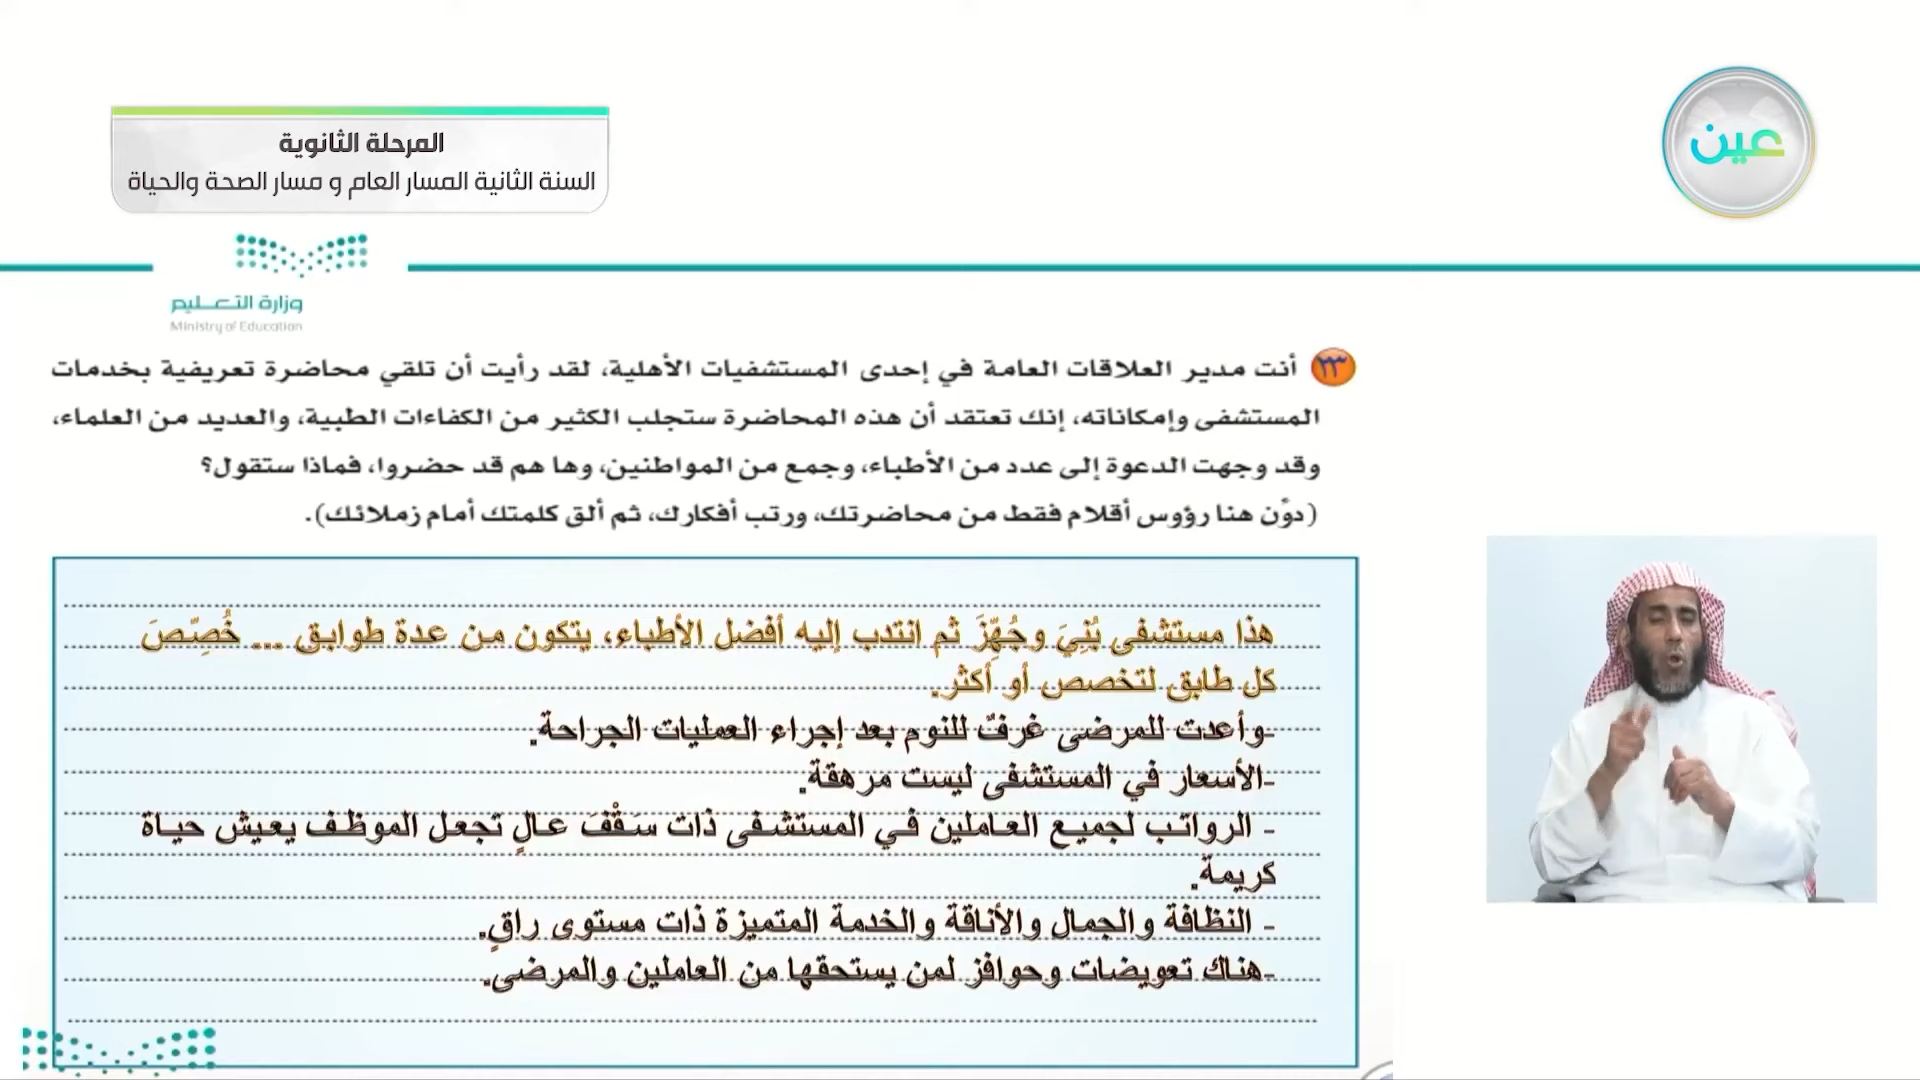 المرحلة الثانوية
السنة الثانية المسار العام و مسار الصحة والحياة
عين
وزارة التعليم
Ministry of Education
٢٣ أنت مدير العلاقات العامة في إحدى المستشفيات الأهلية، لقد رأيت أن تلقي محاضرة تعريفية بخدمات
المستشفى وإمكاناته، إنك تعتقد أن هذه المحاضرة ستجلب الكثير من الكفاءات الطبية، والعديد من العلماء،
وقد وجهت الدعوة إلى عدد من الأطباء، وجمع من المواطنين، وها هم قد حضروا، فماذا ستقول؟
(دوِّن هنا رؤوس أقلام فقط من محاضرتك، ورتب أفكارك، ثم ألق كلمتك أمام زملائك).
هذا مستشفى بُنِيَ وجُهِّزَ ثم انتدب إليه أفضل الأطباء، يتكون من عدة طوابق ... خُصِّصَ
كل طابق لتخصص أو أكثر.
-وأعدت للمرضى غرفٌ للنوم بعد إجراء العمليات الجراحة.
-الأسعار في المستشفى ليست مرهقة.
- الرواتب لجميع العاملين في المستشفى ذات سَقْفَ عالٍ تجعل الموظف يعيش حياة
كريمة.
- النظافة والجمال والأناقة والخدمة المتميزة ذات مستوى راقٍ.
-هناك تعويضات وحوافز لمن يستحقها من العاملين والمرضى.